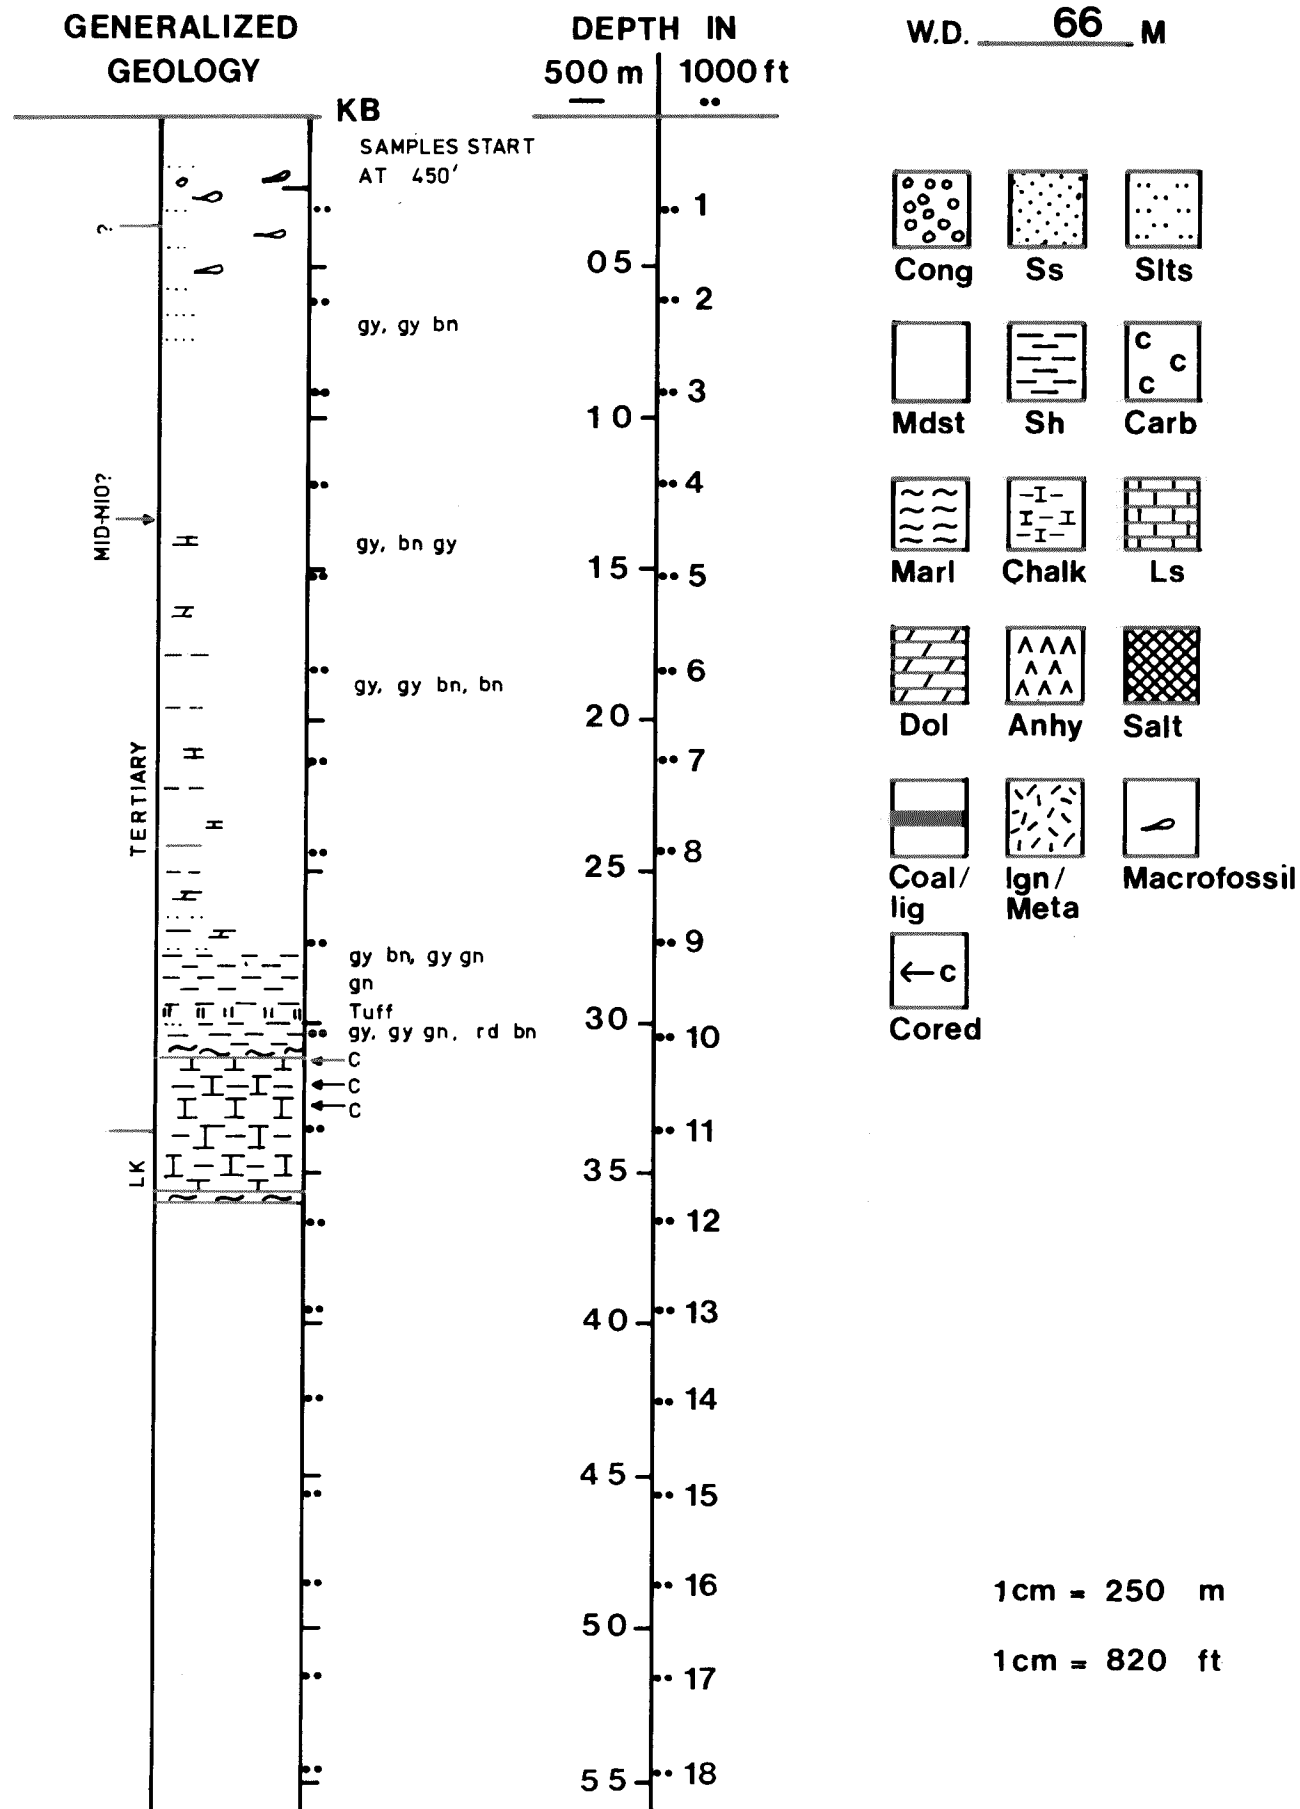 GENERALIZED
GEOLOGY
DEPTH IN
500 m 1000 ft
W.D. 66 M
KB
SAMPLES START
AT 450'
?
gy, gy bn
MID-MIO?
gy, bn gy
gy, gy bn, bn
TERTIARY
gy bn, gy gn
gn
Tuff
gy, gy gn, rd bn
C
C
C
LK
05
10
15
20
25
30
35
40
45
50
55
1
2
3
4
5
6
7
8
9
10
11
12
13
14
15
16
17
18
Cong Ss Slts
C
C
C
Mdst Sh Carb
Marl Chalk Ls
Dol Anhy Salt
Coal/ Ign/ Macrofossil
lig Meta
←C
Cored
1cm = 250 m
1cm = 820 ft